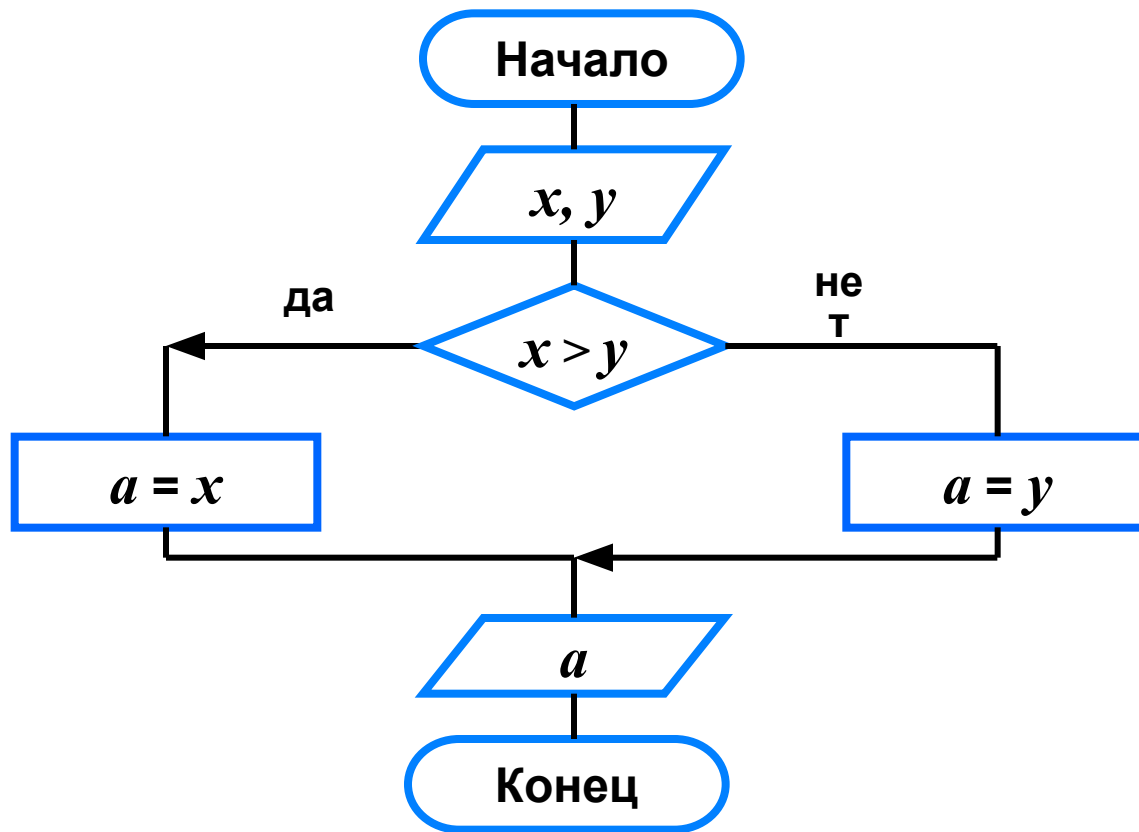 Начало
x, y
да
не
т
x > y
a = x
a = y
a
Конец